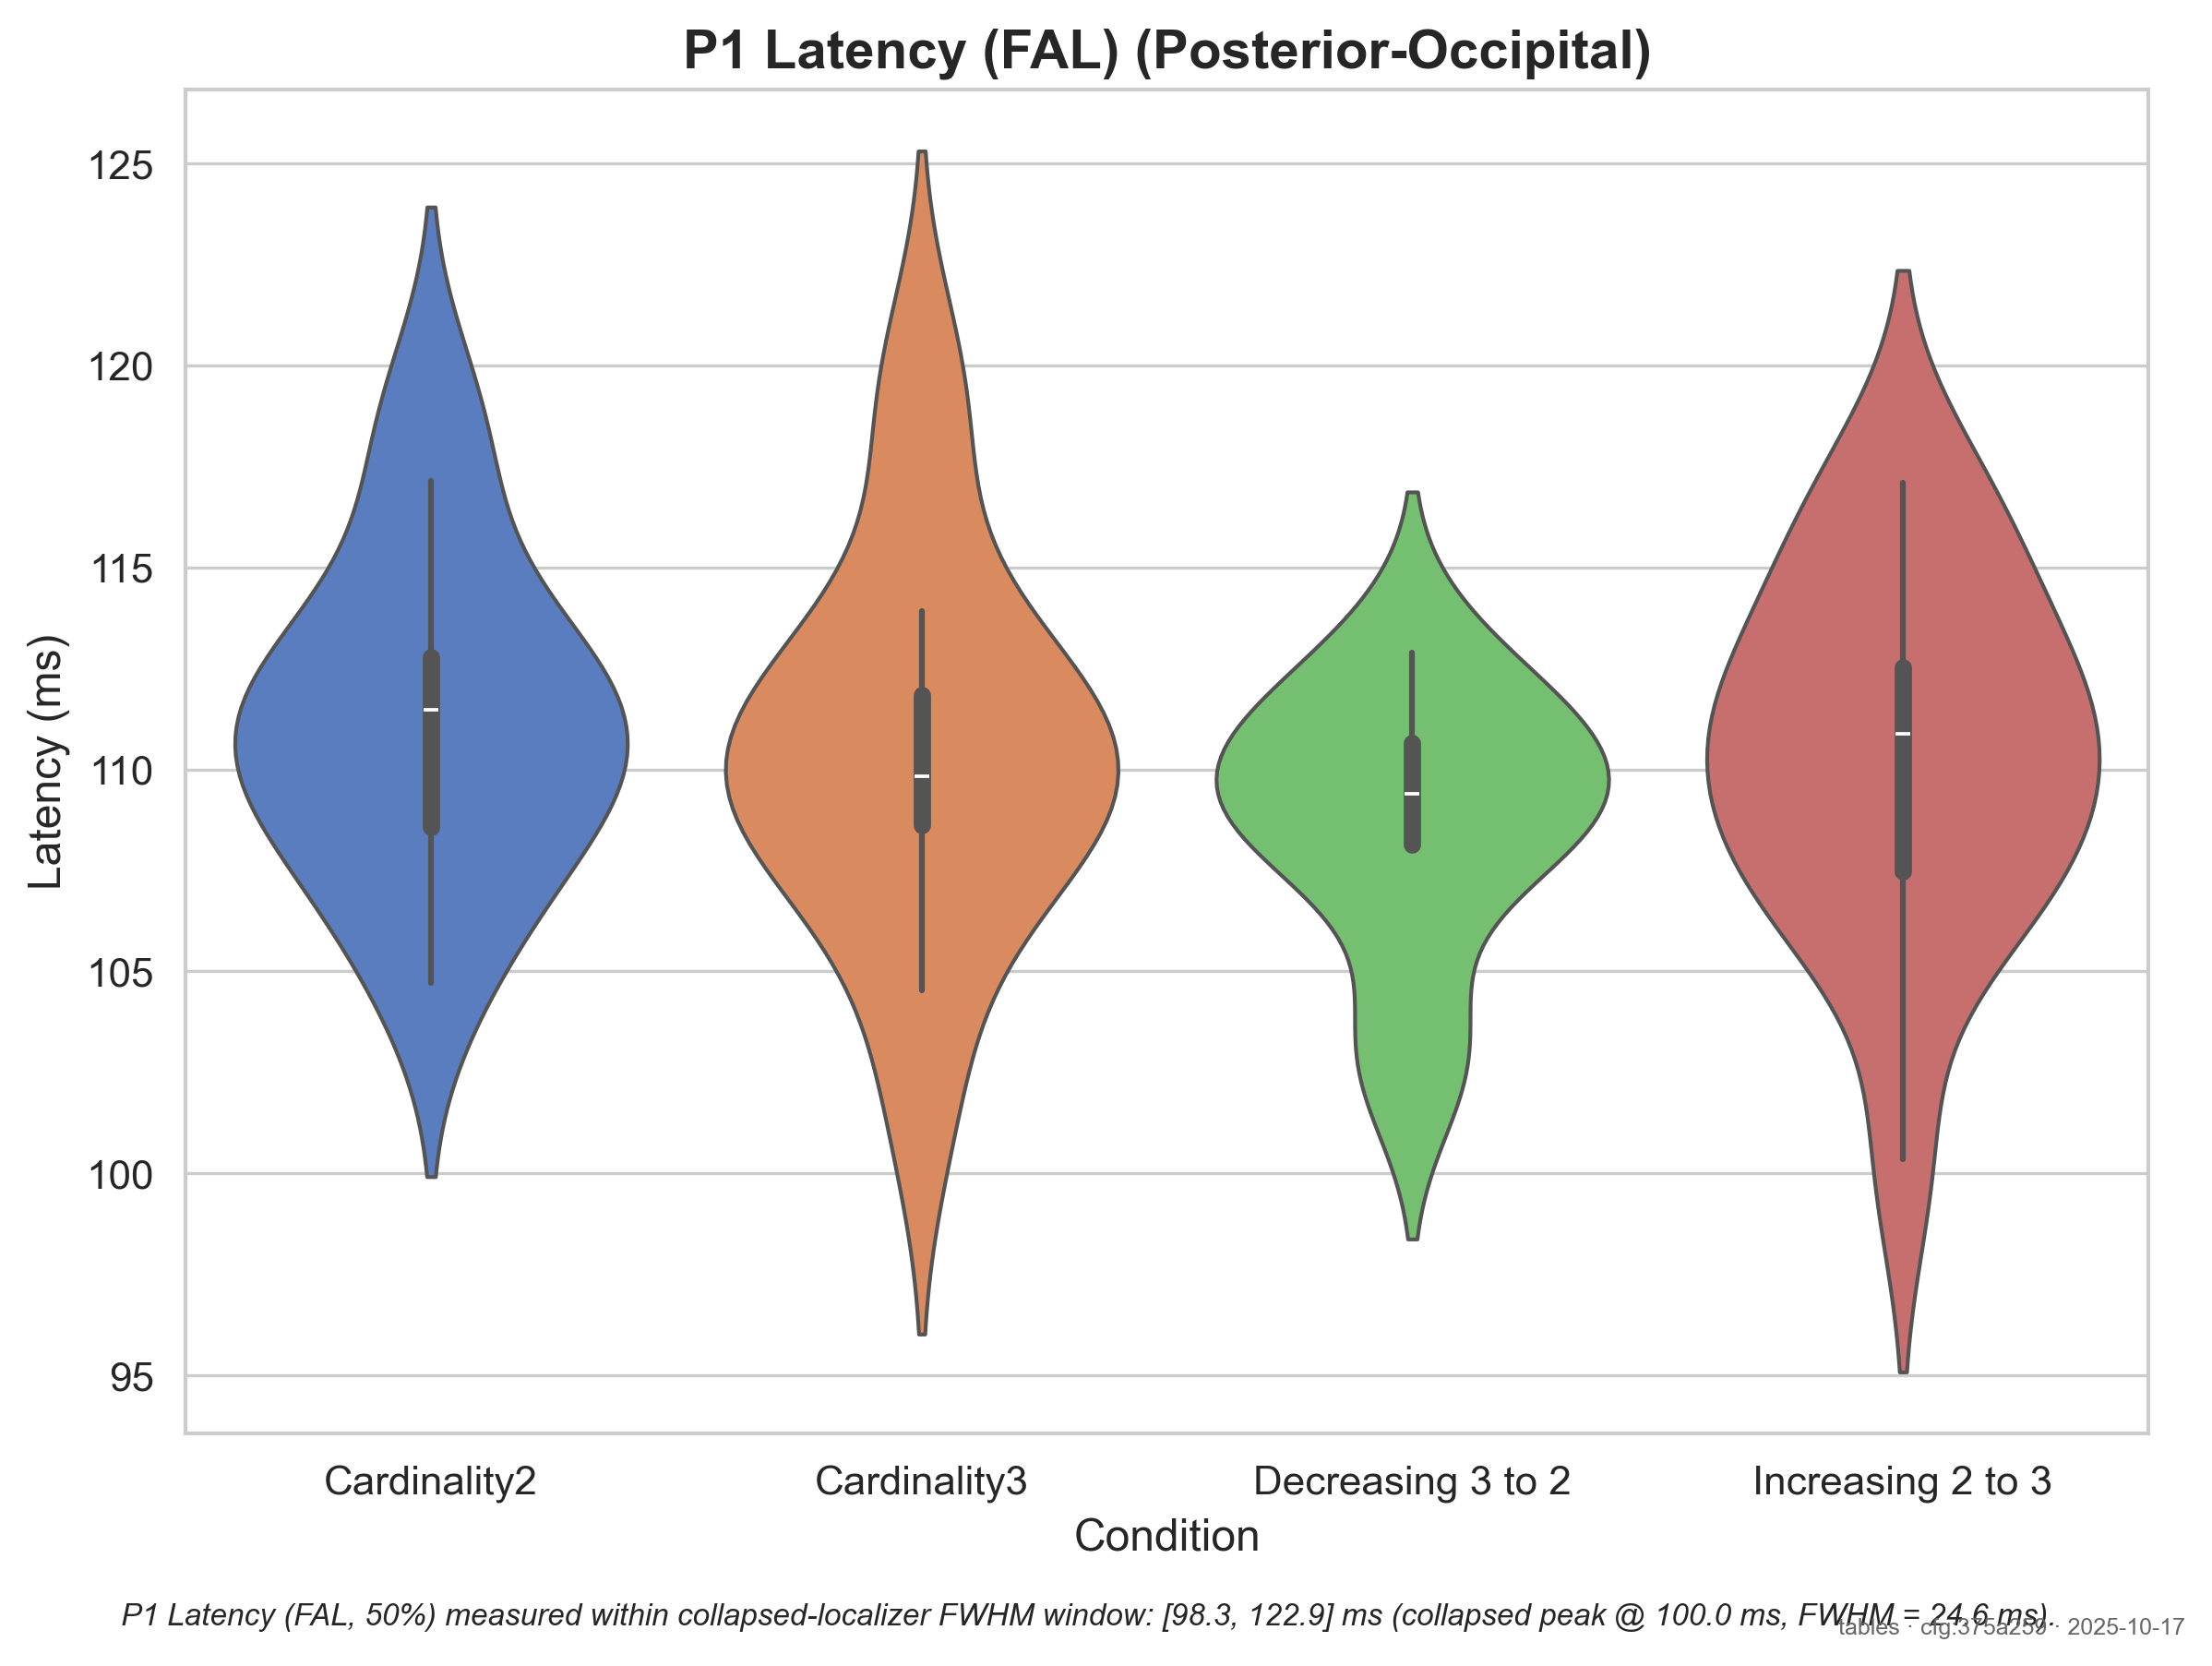 P1 Latency (FAL) (Posterior-Occipital)
Latency (ms)
125
120
115
110
105
100
95
Cardinality2 Cardinality3 Decreasing 3 to 2 Increasing 2 to 3
Condition
P1 Latency (FAL, 50%) measured within collapsed-localizer FWHM window: [98.3, 122.9] ms (collapsed peak @ 100.0 ms, FWHM = 24.6 ms).
tables · cfg:375a259 · 2025-10-17